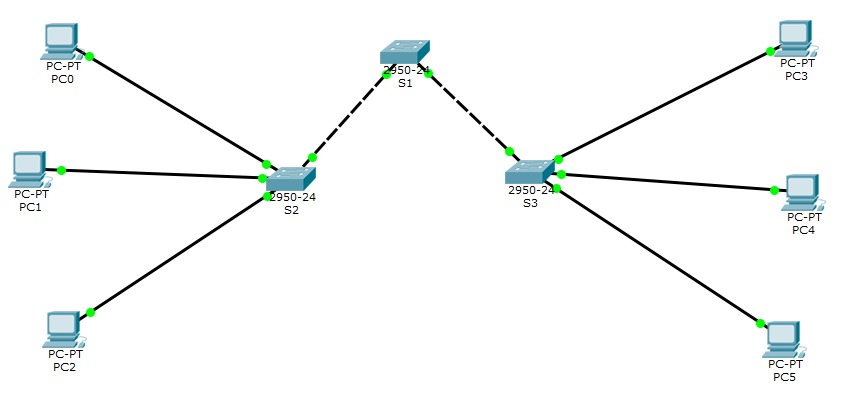 PC-PT
PC0
2950-24
S1
PC-PT
PC3
PC-PT
PC1
2950-24
S2
2950-24
S3
PC-PT
PC4
PC-PT
PC2
PC-PT
PC5